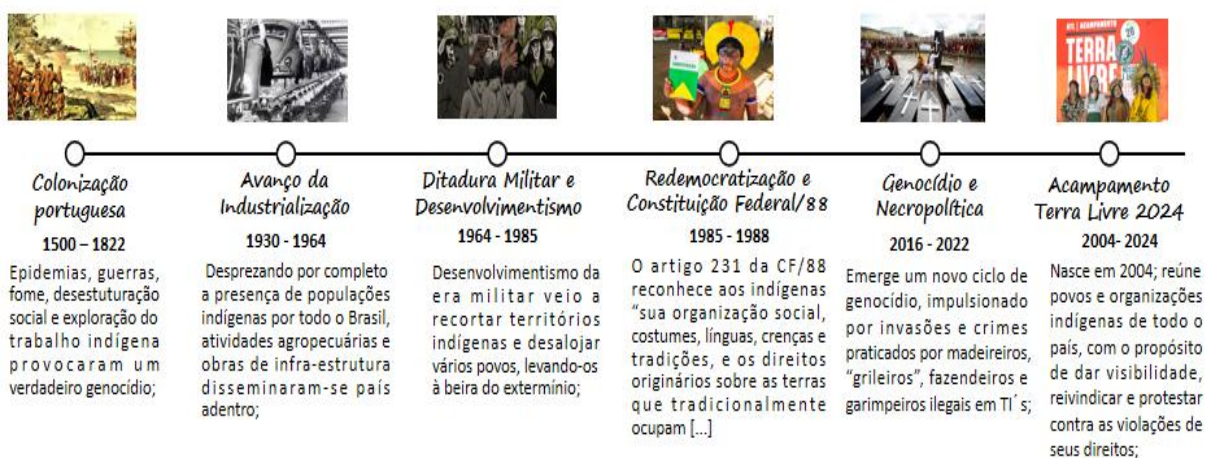 ATL | ACAMPAMENTO
TERRA
LIVRE
20
Colonização
portuguesa
1500 – 1822
Epidemias, guerras,
fome, desestuturação
social e exploração do
trabalho indígena
provocaram um
verdadeiro genocídio;
Avanço da
Industrialização
1930 - 1964
Desprezando por completo
a presença de populações
indígenas por todo o Brasil,
atividades agropecuárias e
obras de infra-estrutura
disseminaram-se país
adentro;
Ditadura Militar e
Desenvolvimentismo
1964 - 1985
Desenvolvimentismo da
era militar veio a
recortar territórios
indígenas e desalojar
vários povos, levando-os
à beira do extermínio;
Redemocratização e
Constituição Federal/88
1985 - 1988
O artigo 231 da CF/88
reconhece aos indígenas
“sua organização social,
costumes, línguas, crenças e
tradições, e os direitos
originários sobre as terras
que tradicionalmente
ocupam [...]
Genocídio e
Necropolítica
2016 - 2022
Emerge um novo ciclo de
genocídio, impulsionado
por invasões e crimes
praticados por madeireiros,
“grileiros”, fazendeiros e
garimpeiros ilegais em TI´s;
Acampamento
Terra Livre 2024
2004- 2024
Nasce em 2004; reúne
povos e organizações
indígenas de todo o
país, com o propósito
de dar visibilidade,
reivindicar e protestar
contra as violações de
seus direitos;